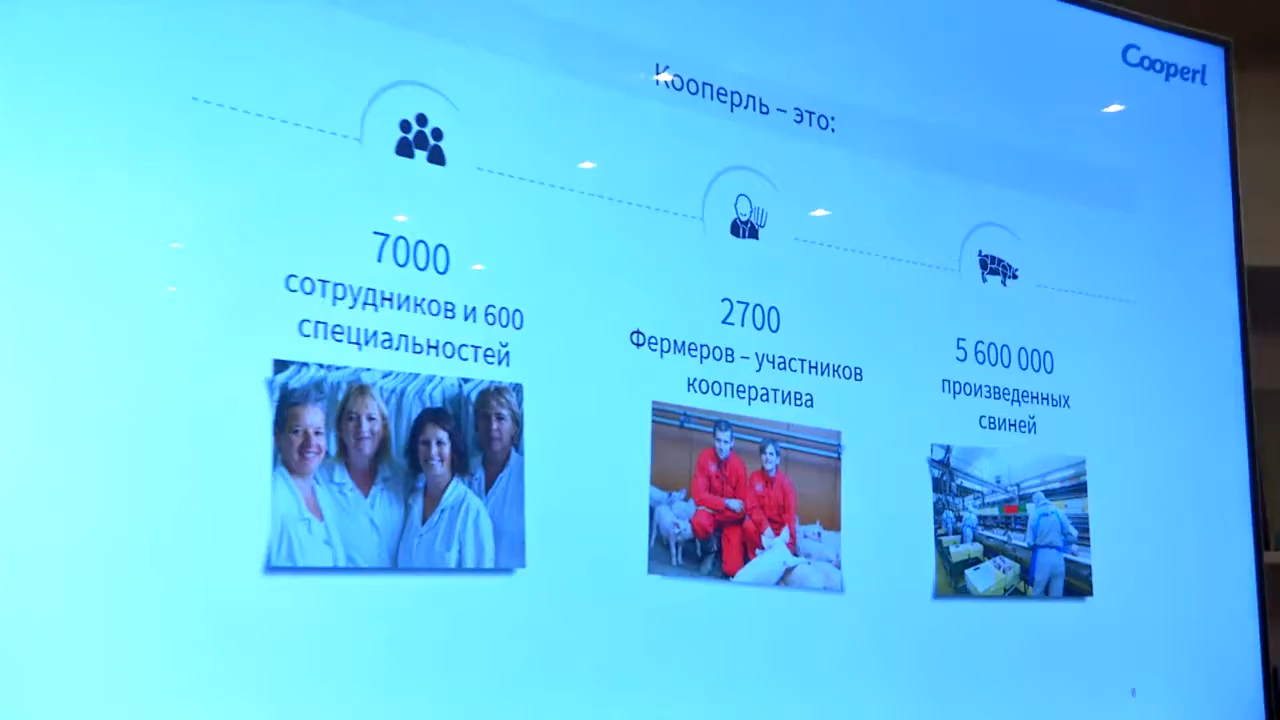 Cooperl
Кооперль – это:
7000
сотрудников и 600
специальностей
2700
Фермеров – участников
кооператива
5 600 000
произведенных
свиней